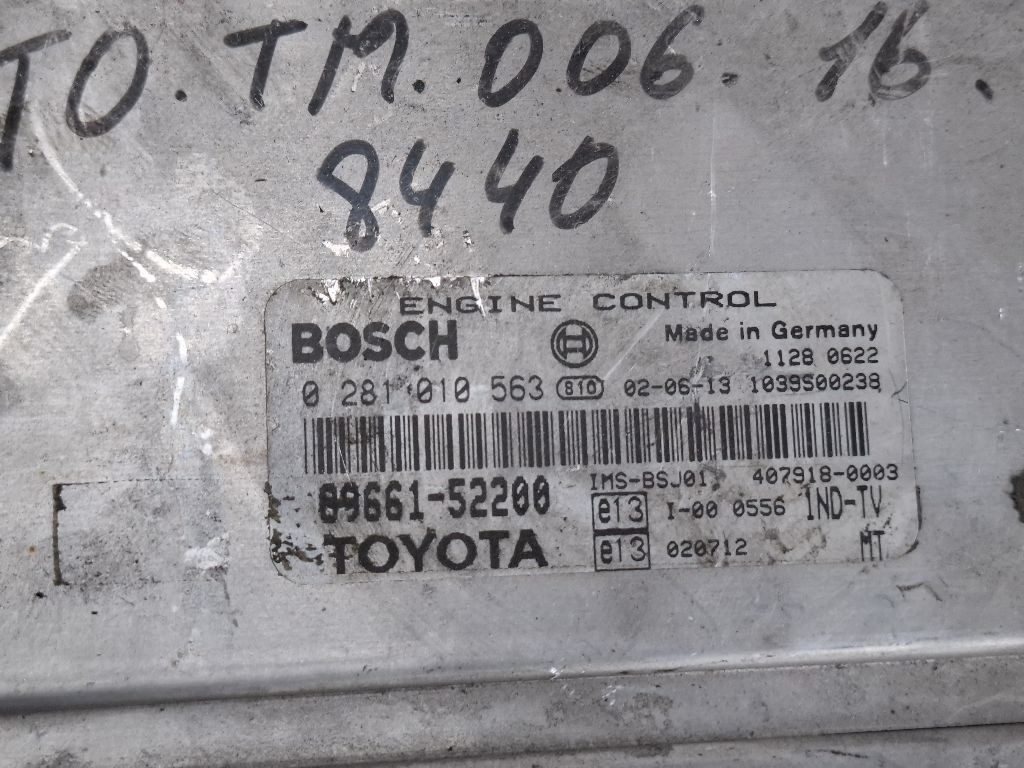 TO.TM.006.16.
8440
ENGINE CONTROL
BOSCH Made in Germany
1128 0622
0 281 010 563 810 02-06-13 1039S00238
IMS-BSJ01, 407918-0003
89661-52200 e13 I-00 0556 1ND-TV
TOYOTA e13 020712 MT